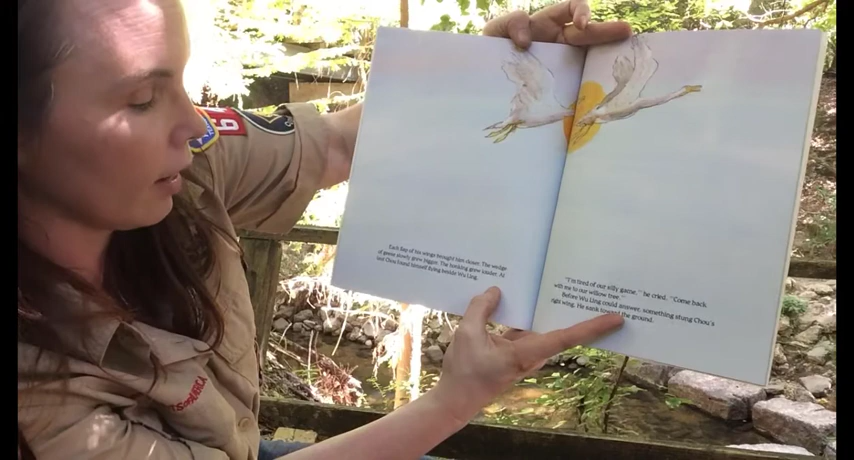 Each flap of his wings brought him closer. The wedge
of geese slowly grew bigger. The honking grew louder. At
last Chou found himself flying beside Wu Ling.
"I'm tired of our silly game," he cried. "Come back
with me to our willow tree."
Before Wu Ling could answer, something stung Chou's
right wing. He sank toward the ground.